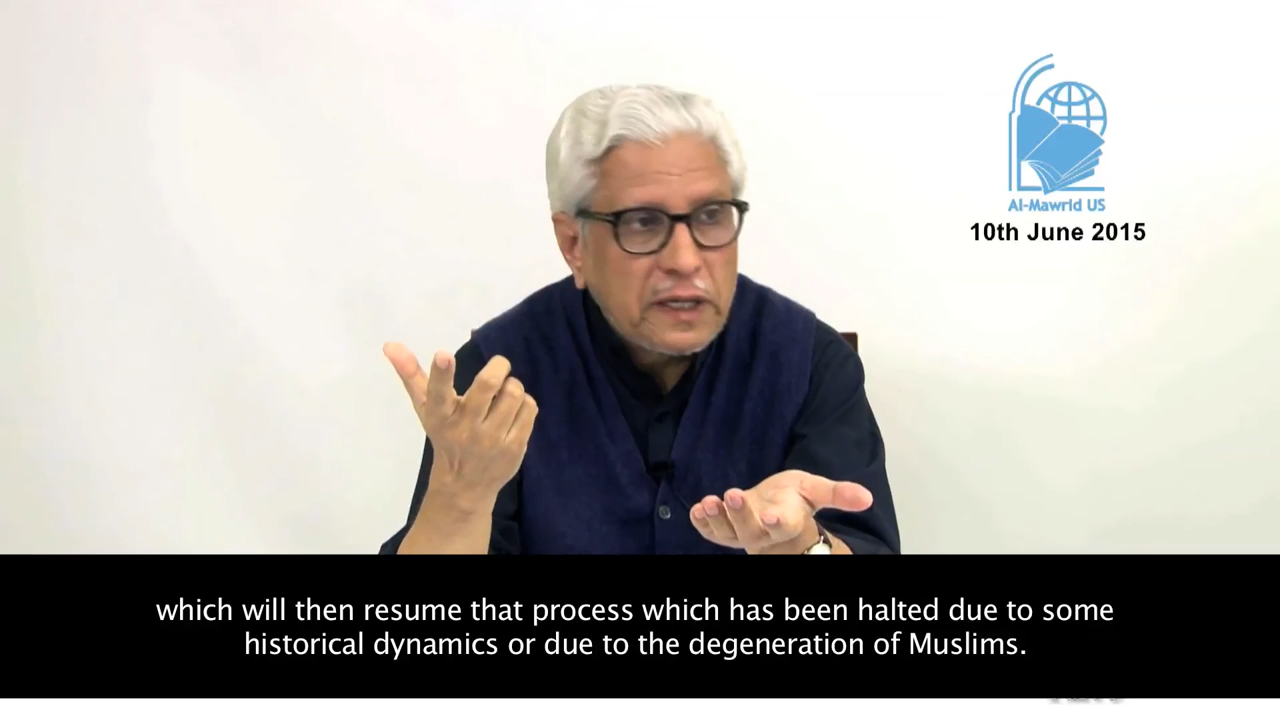 Al-Mawrid US
10th June 2015
which will then resume that process which has been halted due to some
historical dynamics or due to the degeneration of Muslims.